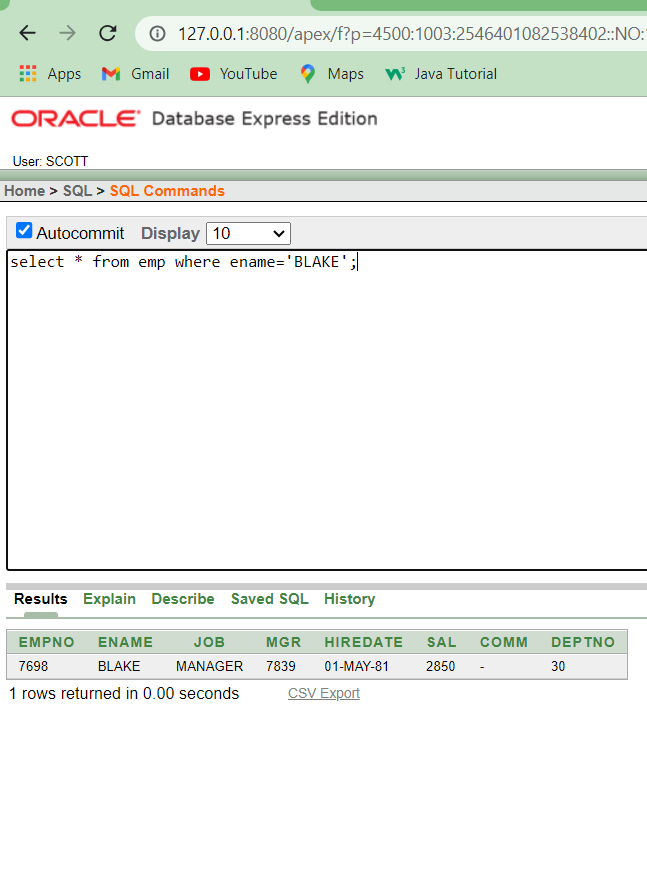 127.0.0.1:8080/apex/f?p=4500:1003:2546401082538402::NO:
Apps Gmail YouTube Maps W3 Java Tutorial
ORACLE Database Express Edition
User: SCOTT
Home > SQL > SQL Commands
Autocommit Display 10
select * from emp where ename='BLAKE';
Results Explain Describe Saved SQL History
EMPNO ENAME JOB MGR HIREDATE SAL COMM DEPTNO
7698 BLAKE MANAGER 7839 01-MAY-81 2850 - 30
1 rows returned in 0.00 seconds CSV Export